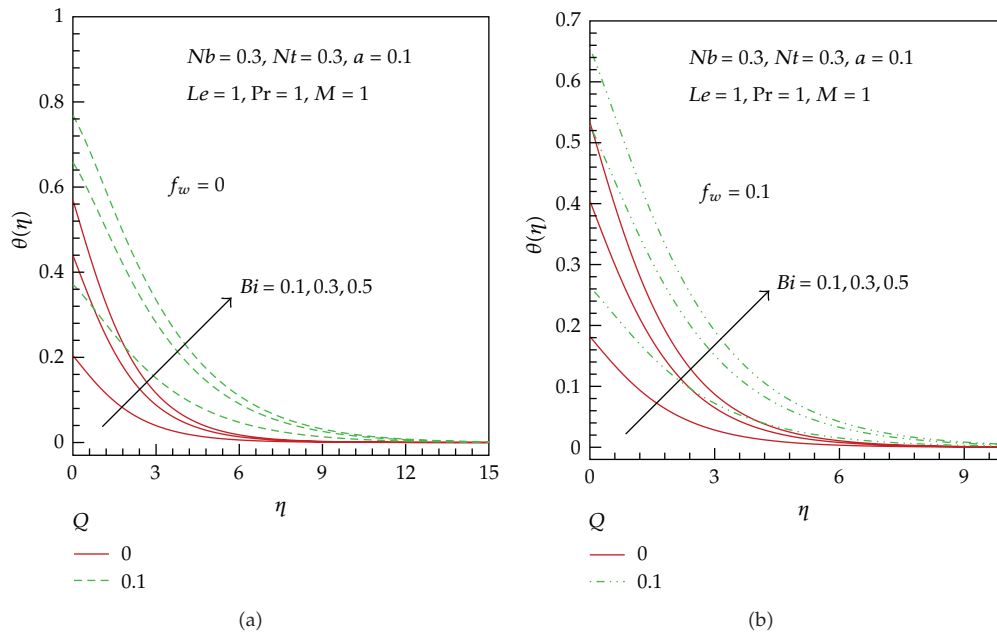 1
0.8
0.6
0.4
0.2
0
θ(η)
Nb = 0.3, Nt = 0.3, a = 0.1
Le = 1, Pr = 1, M = 1
f_w = 0
Bi = 0.1, 0.3, 0.5
0 3 6 9 12 15
η
Q
0
0.1
(a)
0.7
0.6
0.5
0.4
0.3
0.2
0.1
0
θ(η)
Nb = 0.3, Nt = 0.3, a = 0.1
Le = 1, Pr = 1, M = 1
f_w = 0.1
Bi = 0.1, 0.3, 0.5
0 3 6 9
η
Q
0
0.1
(b)